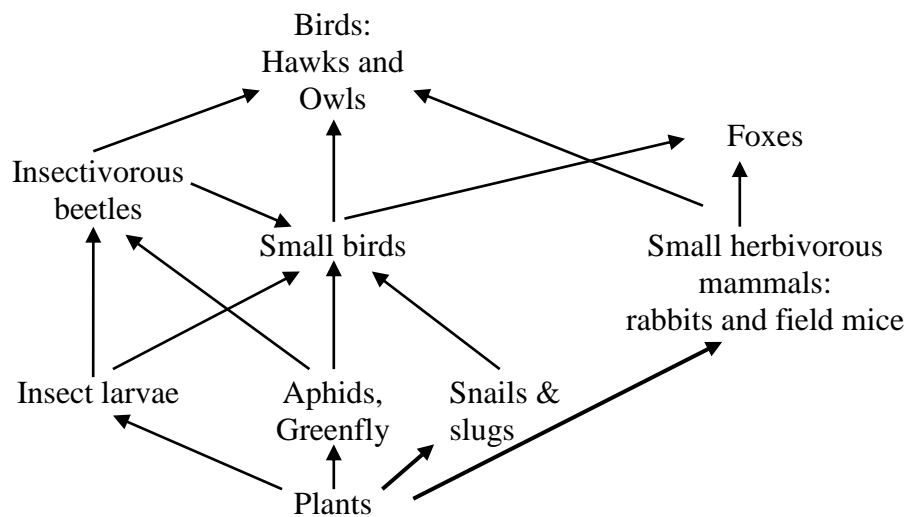 Birds:
Hawks and
Owls
Foxes
Insectivorous
beetles
Small birds
Small herbivorous
mammals:
rabbits and field mice
Insect larvae
Aphids,
Greenfly
Snails &
slugs
Plants